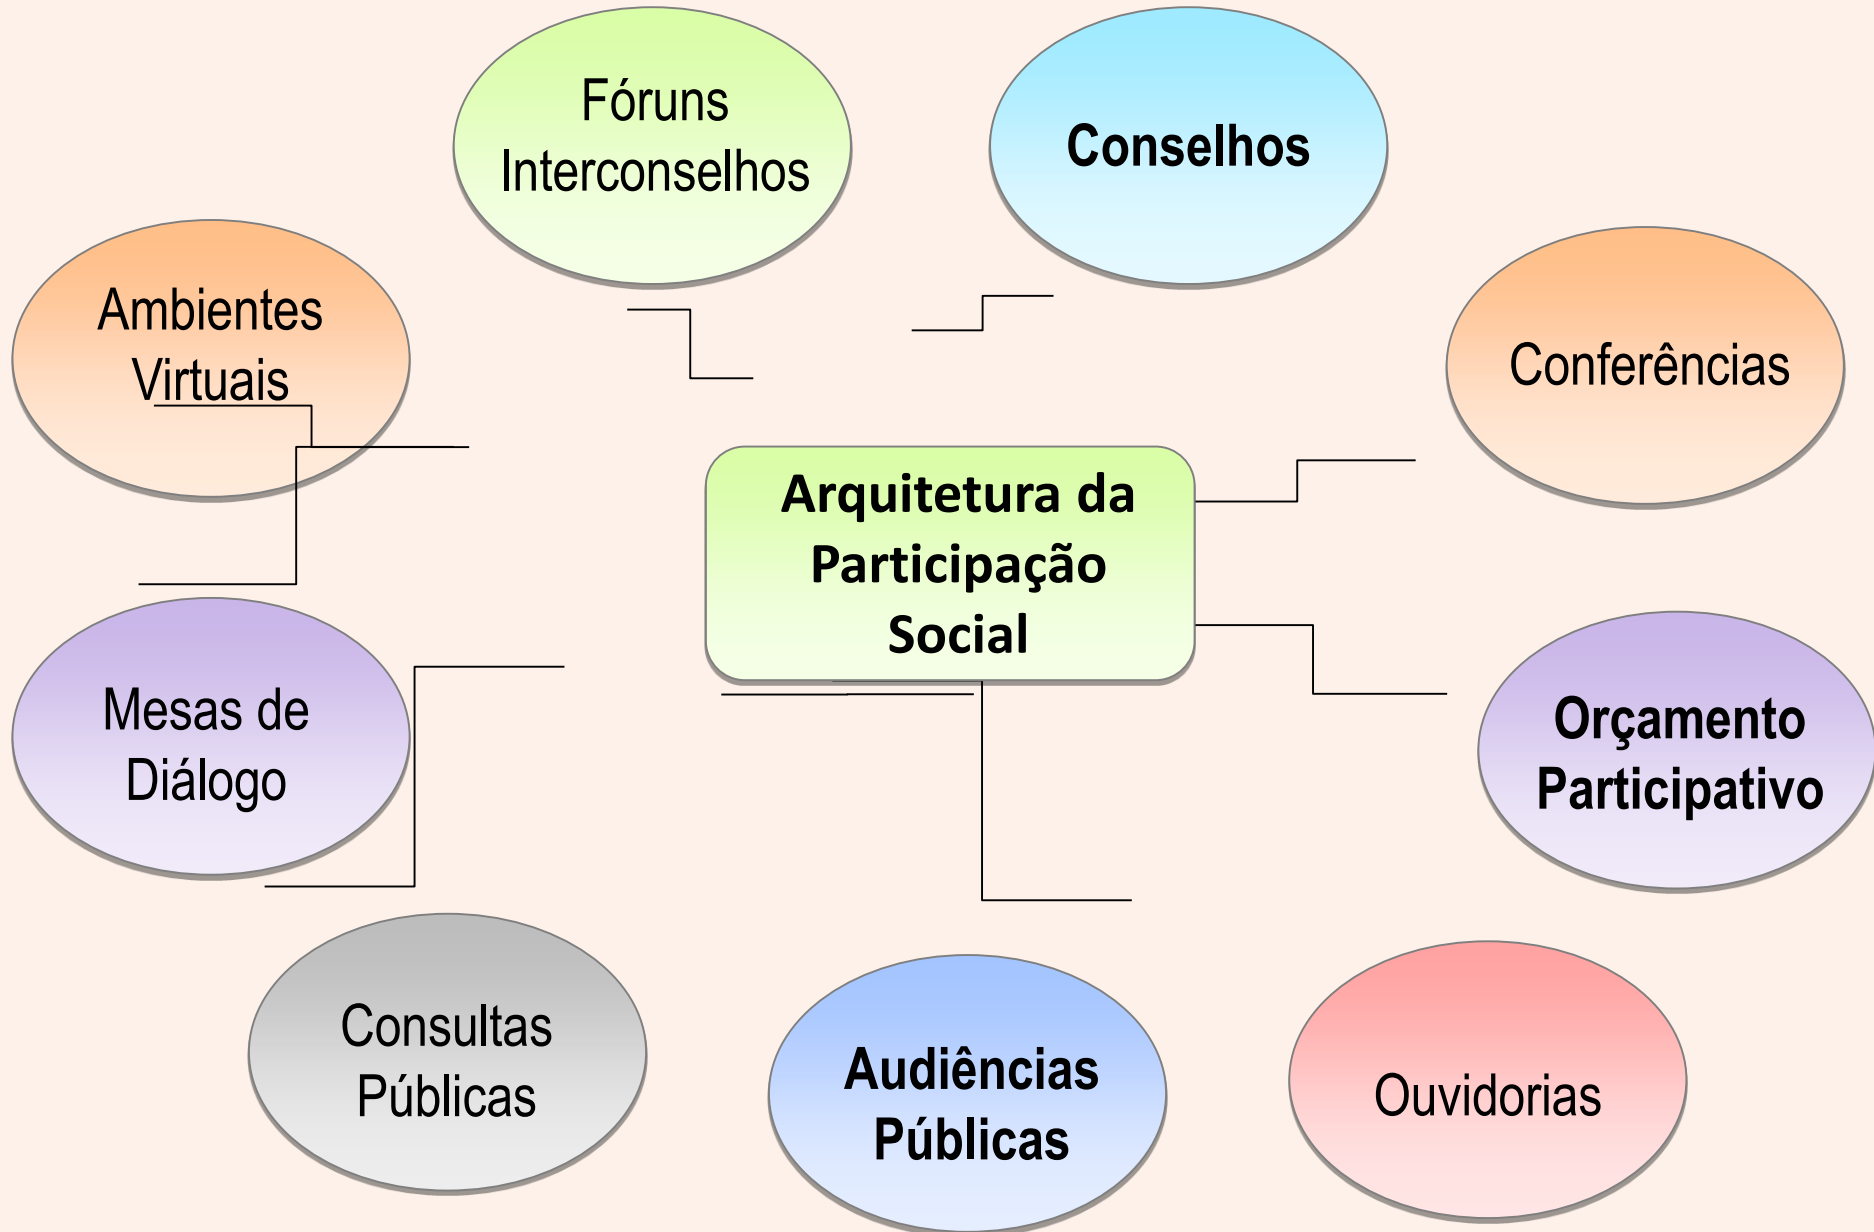 Fóruns
Interconselhos
Conselhos
Ambientes
Virtuais
Conferências
Arquitetura da
Participação
Social
Mesas de
Diálogo
Orçamento
Participativo
Consultas
Públicas
Audiências
Públicas
Ouvidorias